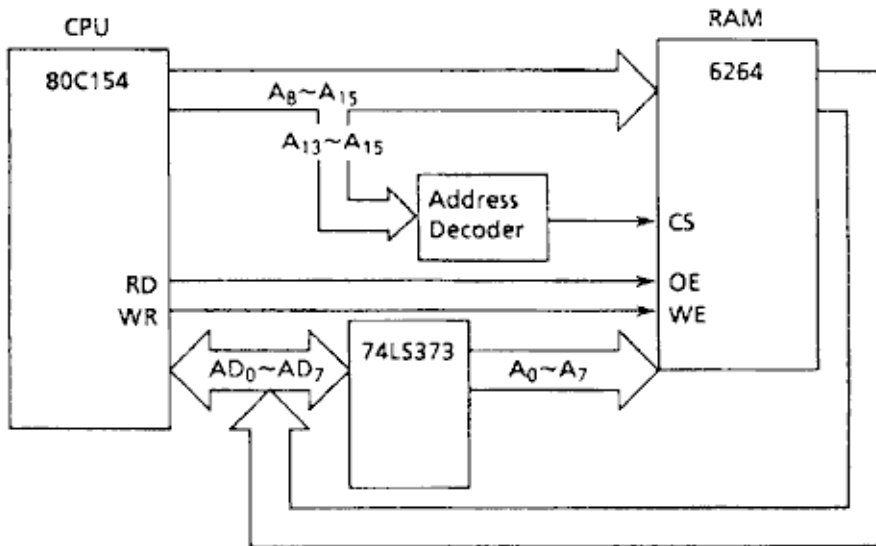 CPU
RAM
80C154
6264
A₈~A₁₅
A₁₃~A₁₅
Address
Decoder
CS
RD
OE
WR
WE
74LS373
AD₀~AD₇
A₀~A₇